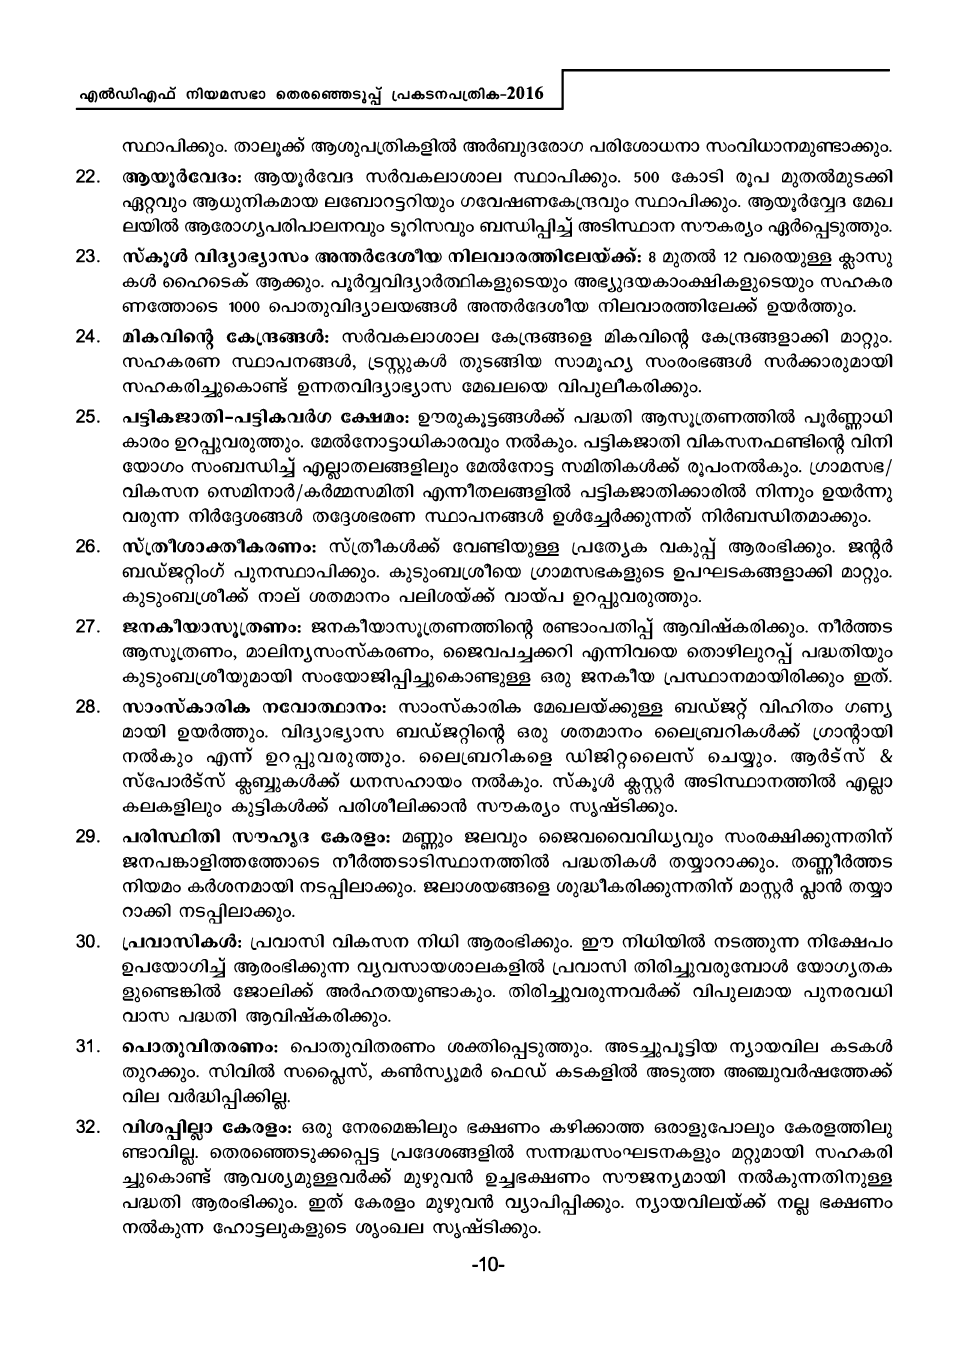 എൽഡിഎഫ് നിയമസഭാ തെരഞ്ഞെടുപ്പ് പ്രകടനപത്രിക-2016
സ്ഥാപിക്കും. താലൂക്ക് ആശുപത്രികളിൽ അർബുദരോഗ പരിശോധനാ സംവിധാനമുണ്ടാക്കും.
22. ആയൂർവേദം: ആയൂർവേദ സർവകലാശാല സ്ഥാപിക്കും. 500 കോടി രൂപ മുതൽമുടക്കി
ഏറ്റവും ആധുനികമായ ലബോറട്ടറിയും ഗവേഷണകേന്ദ്രവും സ്ഥാപിക്കും. ആയൂർവ്വേദ മേഖ
ലയിൽ ആരോഗ്യപരിപാലനവും ടൂറിസവും ബന്ധിപ്പിച്ച് അടിസ്ഥാന സൗകര്യം ഏർപ്പെടുത്തും.
23. സ്കൂൾ വിദ്യാഭ്യാസം അന്തർദേശീയ നിലവാരത്തിലേയ്ക്ക്: 8 മുതൽ 12 വരെയുള്ള ക്ലാസു
കൾ ഹൈടെക് ആക്കും. പൂർവ്വവിദ്യാർത്ഥികളുടെയും അഭ്യുദയകാംക്ഷികളുടെയും സഹകര
ണത്തോടെ 1000 പൊതുവിദ്യാലയങ്ങൾ അന്തർദേശീയ നിലവാരത്തിലേക്ക് ഉയർത്തും.
24. മികവിന്റെ കേന്ദ്രങ്ങൾ: സർവകലാശാല കേന്ദ്രങ്ങളെ മികവിന്റെ കേന്ദ്രങ്ങളാക്കി മാറ്റും.
സഹകരണ സ്ഥാപനങ്ങൾ, ട്രസ്റ്റുകൾ തുടങ്ങിയ സാമൂഹ്യ സംരംഭങ്ങൾ സർക്കാരുമായി
സഹകരിച്ചുകൊണ്ട് ഉന്നതവിദ്യാഭ്യാസ മേഖലയെ വിപുലീകരിക്കും.
25. പട്ടികജാതി-പട്ടികവർഗ ക്ഷേമം: ഊരുകൂട്ടങ്ങൾക്ക് പദ്ധതി ആസൂത്രണത്തിൽ പൂർണ്ണാധി
കാരം ഉറപ്പുവരുത്തും. മേൽനോട്ടാധികാരവും നൽകും. പട്ടികജാതി വികസനഫണ്ടിന്റെ വിനി
യോഗം സംബന്ധിച്ച് എല്ലാതലങ്ങളിലും മേൽനോട്ട സമിതികൾക്ക് രൂപംനൽകും. ഗ്രാമസഭ/
വികസന സെമിനാർ/കർമ്മസമിതി എന്നീതലങ്ങളിൽ പട്ടികജാതിക്കാരിൽ നിന്നും ഉയർന്നു
വരുന്ന നിർദ്ദേശങ്ങൾ തദ്ദേശഭരണ സ്ഥാപനങ്ങൾ ഉൾച്ചേർക്കുന്നത് നിർബന്ധിതമാക്കും.
26. സ്ത്രീശാക്തീകരണം: സ്ത്രീകൾക്ക് വേണ്ടിയുള്ള പ്രത്യേക വകുപ്പ് ആരംഭിക്കും. ജന്റർ
ബഡ്ജറ്റിംഗ് പുനസ്ഥാപിക്കും. കുടുംബശ്രീയെ ഗ്രാമസഭകളുടെ ഉപഘടകങ്ങളാക്കി മാറ്റും.
കുടുംബശ്രീക്ക് നാല് ശതമാനം പലിശയ്ക്ക് വായ്പ ഉറപ്പുവരുത്തും.
27. ജനകീയാസൂത്രണം: ജനകീയാസൂത്രണത്തിന്റെ രണ്ടാംപതിപ്പ് ആവിഷ്കരിക്കും. നീർത്തട
ആസൂത്രണം, മാലിന്യസംസ്കരണം, ജൈവപച്ചക്കറി എന്നിവയെ തൊഴിലുറപ്പ് പദ്ധതിയും
കുടുംബശ്രീയുമായി സംയോജിപ്പിച്ചുകൊണ്ടുള്ള ഒരു ജനകീയ പ്രസ്ഥാനമായിരിക്കും ഇത്.
28. സാംസ്കാരിക നവോത്ഥാനം: സാംസ്കാരിക മേഖലയ്ക്കുള്ള ബഡ്ജറ്റ് വിഹിതം ഗണ്യ
മായി ഉയർത്തും. വിദ്യാഭ്യാസ ബഡ്ജറ്റിന്റെ ഒരു ശതമാനം ലൈബ്രറികൾക്ക് ഗ്രാന്റായി
നൽകും എന്ന് ഉറപ്പുവരുത്തും. ലൈബ്രറികളെ ഡിജിറ്റലൈസ് ചെയ്യും. ആർട്സ് &
സ്പോർട്സ് ക്ലബ്ബുകൾക്ക് ധനസഹായം നൽകും. സ്കൂൾ ക്ലസ്റ്റർ അടിസ്ഥാനത്തിൽ എല്ലാ
കലകളിലും കുട്ടികൾക്ക് പരിശീലിക്കാൻ സൗകര്യം സൃഷ്ടിക്കും.
29. പരിസ്ഥിതി സൗഹൃദ കേരളം: മണ്ണും ജലവും ജൈവവൈവിധ്യവും സംരക്ഷിക്കുന്നതിന്
ജനപങ്കാളിത്തത്തോടെ നീർത്തടാടിസ്ഥാനത്തിൽ പദ്ധതികൾ തയ്യാറാക്കും. തണ്ണീർത്തട
നിയമം കർശനമായി നടപ്പിലാക്കും. ജലാശയങ്ങളെ ശുദ്ധീകരിക്കുന്നതിന് മാസ്റ്റർ പ്ലാൻ തയ്യാ
റാക്കി നടപ്പിലാക്കും.
30. പ്രവാസികൾ: പ്രവാസി വികസന നിധി ആരംഭിക്കും. ഈ നിധിയിൽ നടത്തുന്ന നിക്ഷേപം
ഉപയോഗിച്ച് ആരംഭിക്കുന്ന വ്യവസായശാലകളിൽ പ്രവാസി തിരിച്ചുവരുമ്പോൾ യോഗ്യതക
ളുണ്ടെങ്കിൽ ജോലിക്ക് അർഹതയുണ്ടാകും. തിരിച്ചുവരുന്നവർക്ക് വിപുലമായ പുനരവധി
വാസ പദ്ധതി ആവിഷ്കരിക്കും.
31. പൊതുവിതരണം: പൊതുവിതരണം ശക്തിപ്പെടുത്തും. അടച്ചുപൂട്ടിയ ന്യായവില കടകൾ
തുറക്കും. സിവിൽ സപ്ലൈസ്, കൺസ്യൂമർ ഫെഡ് കടകളിൽ അടുത്ത അഞ്ചുവർഷത്തേക്ക്
വില വർദ്ധിപ്പിക്കില്ല.
32. വിശപ്പില്ലാ കേരളം: ഒരു നേരമെങ്കിലും ഭക്ഷണം കഴിക്കാത്ത ഒരാളുപോലും കേരളത്തിലു
ണ്ടാവില്ല. തെരഞ്ഞെടുക്കപ്പെട്ട പ്രദേശങ്ങളിൽ സന്നദ്ധസംഘടനകളും മറ്റുമായി സഹകരി
ച്ചുകൊണ്ട് ആവശ്യമുള്ളവർക്ക് മുഴുവൻ ഉച്ചഭക്ഷണം സൗജന്യമായി നൽകുന്നതിനുള്ള
പദ്ധതി ആരംഭിക്കും. ഇത് കേരളം മുഴുവൻ വ്യാപിപ്പിക്കും. ന്യായവിലയ്ക്ക് നല്ല ഭക്ഷണം
നൽകുന്ന ഹോട്ടലുകളുടെ ശൃംഖല സൃഷ്ടിക്കും.
-10-